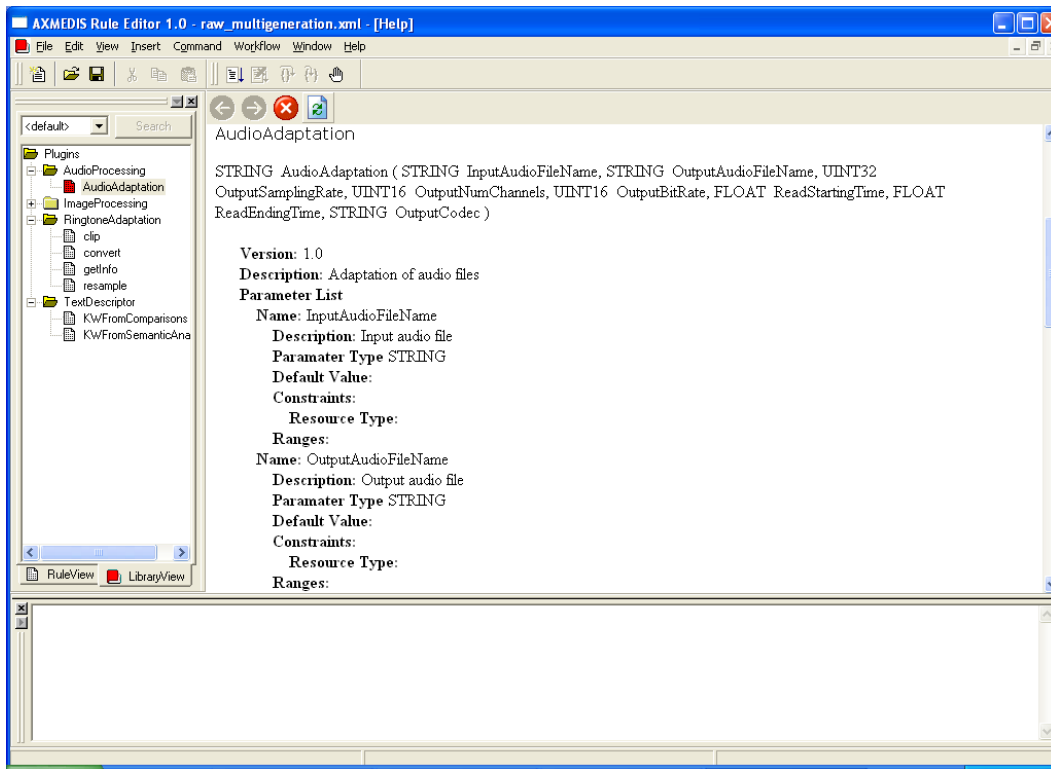 AXMEDIS Rule Editor 1.0 - raw_multigeneration.xml - [Help]
File Edit View Insert Command Workflow Window Help
<default> Search
Plugins
AudioProcessing
AudioAdaptation
ImageProcessing
RingtoneAdaptation
clip
convert
getInfo
resample
TextDescriptor
KWFromComparisons
KWFromSemanticAna
RuleView LibraryView
AudioAdaptation
STRING AudioAdaptation ( STRING InputAudioFileName, STRING OutputAudioFileName, UINT32
OutputSamplingRate, UINT16 OutputNumChannels, UINT16 OutputBitRate, FLOAT ReadStartingTime, FLOAT
ReadEndingTime, STRING OutputCodec )
Version: 1.0
Description: Adaptation of audio files
Parameter List
Name: InputAudioFileName
Description: Input audio file
Paramater Type STRING
Default Value:
Constraints:
Resource Type:
Ranges:
Name: OutputAudioFileName
Description: Output audio file
Paramater Type STRING
Default Value:
Constraints:
Resource Type:
Ranges: